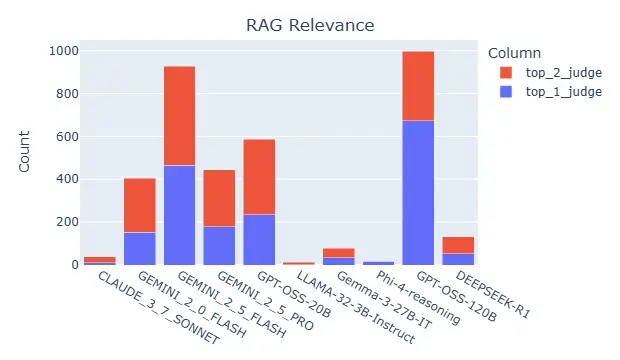 RAG Relevance
Column
top_2_judge
top_1_judge
Count
1000
800
600
400
200
0
CLAUDE_3_7_SONNET
GEMINI_2_0_FLASH
GEMINI_2_5_FLASH
GEMINI_2_5_PRO
GPT-OSS-20B
LLAMA-32-3B-Instruct
Gemma-3-27B-IT
Phi-4-reasoning
GPT-OSS-120B
DEEPSEEK-R1